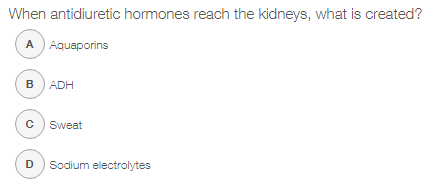 When antidiuretic hormones reach the kidneys, what is created?
A Aquaporins
B ADH
C Sweat
D Sodium electrolytes